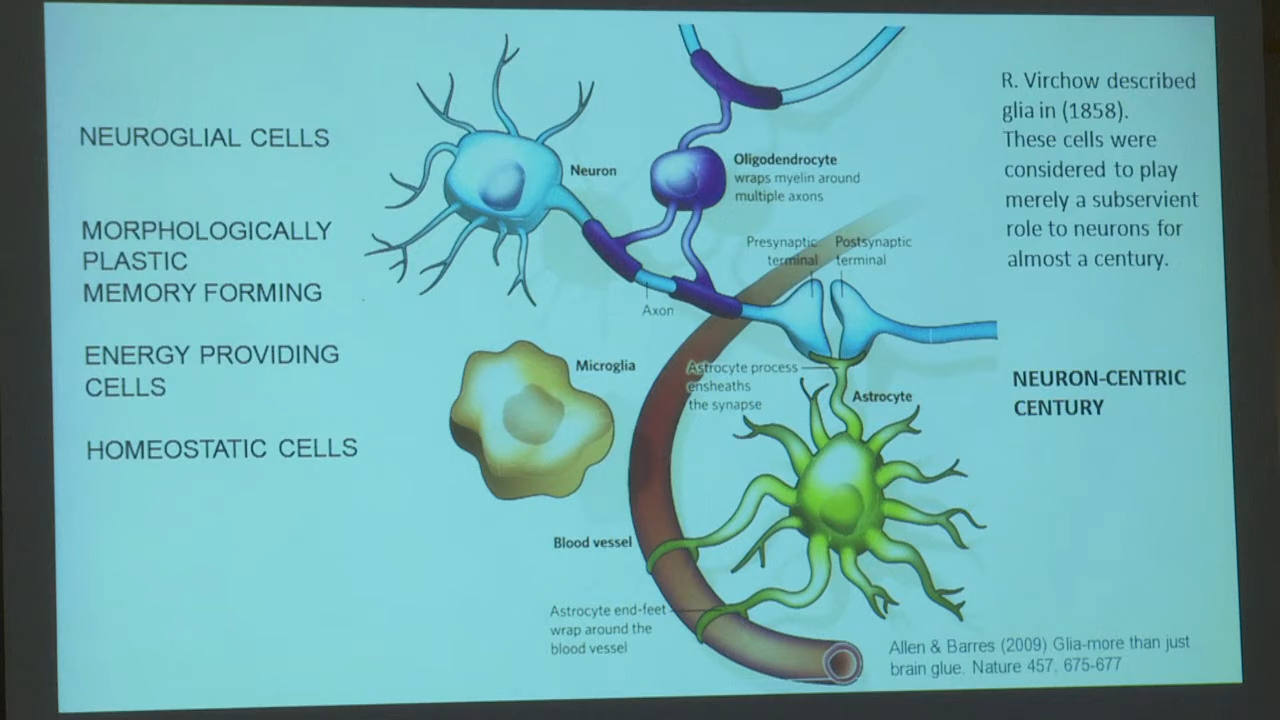 NEUROGLIAL CELLS
MORPHOLOGICALLY
PLASTIC
MEMORY FORMING
ENERGY PROVIDING
CELLS
HOMEOSTATIC CELLS
Neuron
Oligodendrocyte
wraps myelin around
multiple axons
Presynaptic
terminal
Postsynaptic
terminal
Axon
Microglia
Astrocyte process
ensheaths
the synapse
Astrocyte
Blood vessel
Astrocyte end-feet
wrap around the
blood vessel
R. Virchow described
glia in (1858).
These cells were
considered to play
merely a subservient
role to neurons for
almost a century.
NEURON-CENTRIC
CENTURY
Allen & Barres (2009) Glia-more than just
brain glue. Nature 457, 675-677